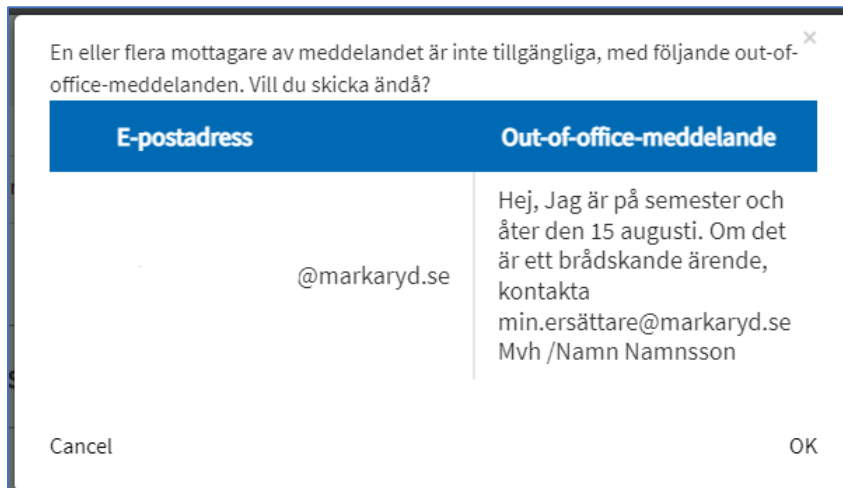 En eller flera mottagare av meddelandet är inte tillgängliga, med följande out-of-
office-meddelanden. Vill du skicka ändå?
E-postadress
Out-of-office-meddelande
@markaryd.se
Hej, Jag är på semester och
åter den 15 augusti. Om det
är ett brådskande ärende,
kontakta
min.ersättare@markaryd.se
Mvh /Namn Namnsson
Cancel
OK